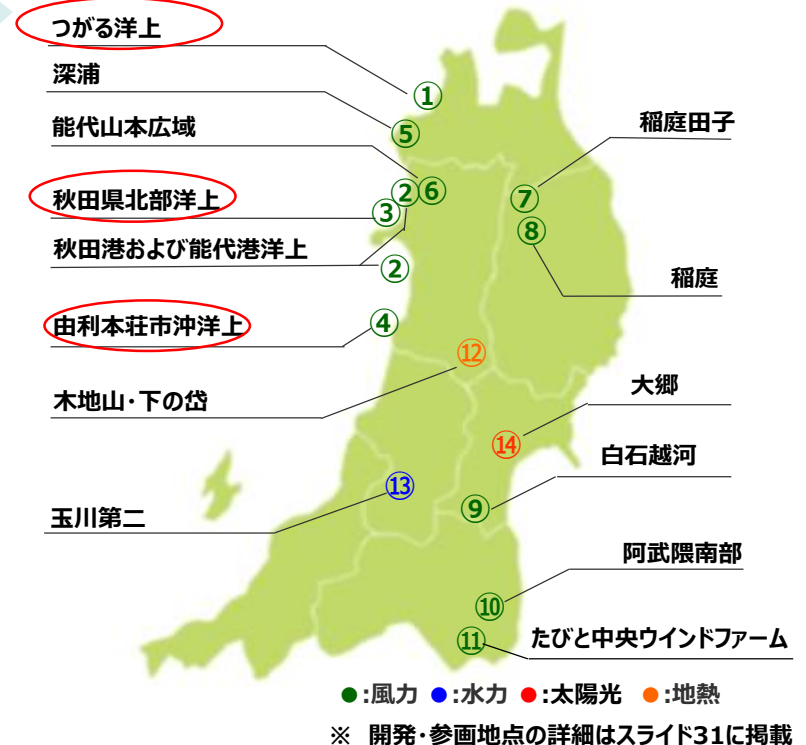 つがる洋上
深浦
能代山本広域
秋田県北部洋上
秋田港および能代港洋上
由利本荘市沖洋上
木地山・下の岱
玉川第二
稲庭田子
稲庭
大郷
白石越河
阿武隈南部
たびと中央ウインドファーム
①
⑤
②
⑥
③
②
④
⑦
⑧
⑫
⑭
⑬
⑨
⑩
⑪
●:風力 ●:水力 ●:太陽光 ●:地熱
※ 開発・参画地点の詳細はスライド31に掲載